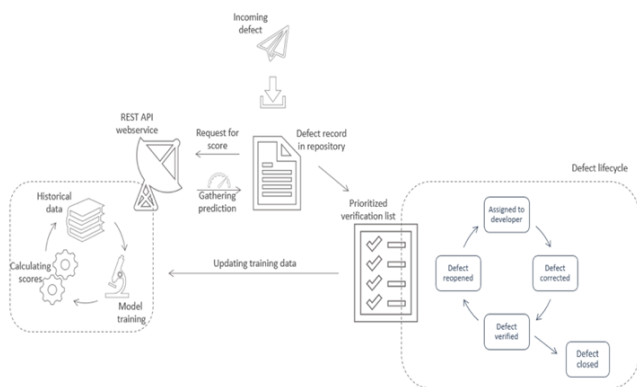 Incoming
defect
REST API
webservice
Request for
score
Defect record
in repository
Gathering
prediction
Defect lifecycle
Historical
data
Prioritized
verification list
Assigned to
developer
Calculating
scores
Updating training data
Defect
reopened
Defect
corrected
Model
training
Defect
verified
Defect
closed